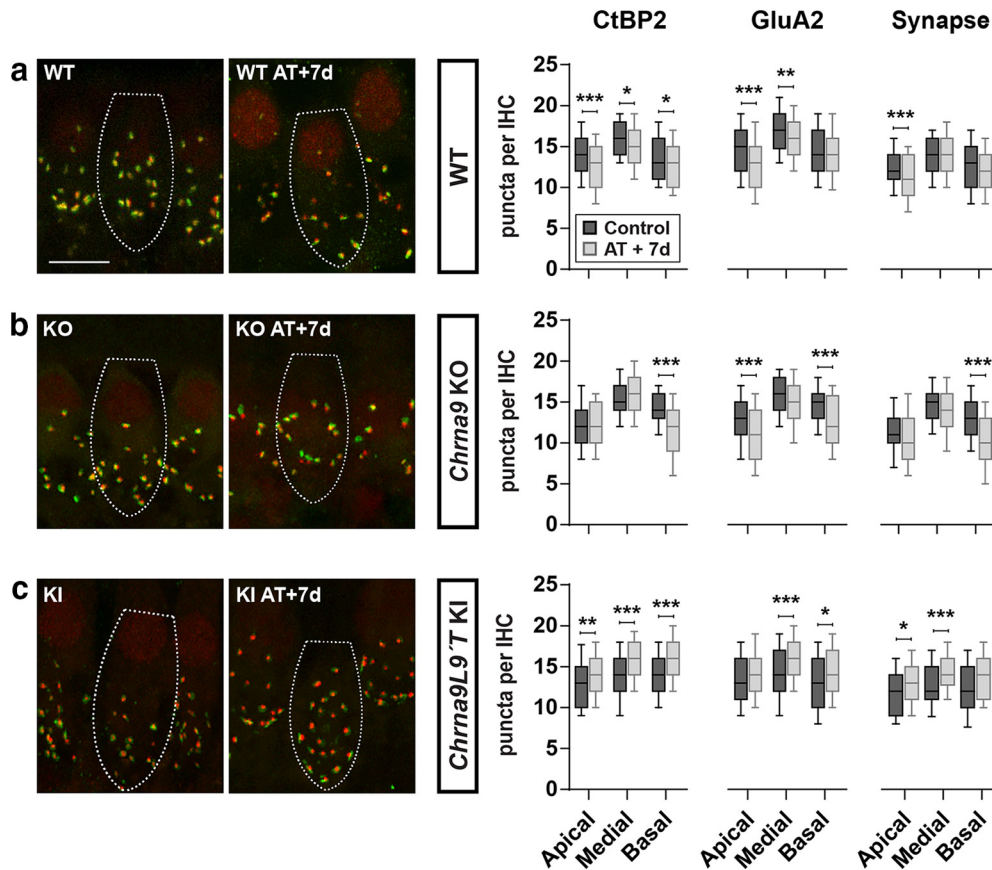 CtBP2 GluA2 Synapse
a WT WT AT+7d WT
puncta per IHC
25
20
15
10
5
0
*** * *
*** **
***
Control
AT + 7d
b KO KO AT+7d Chrna9 KO
puncta per IHC
25
20
15
10
5
0
***
*** ***
***
c KI KI AT+7d Chrna9L9´T KI
puncta per IHC
25
20
15
10
5
0
** *** ***
*** *
* ***
Apical Medial Basal Apical Medial Basal Apical Medial Basal